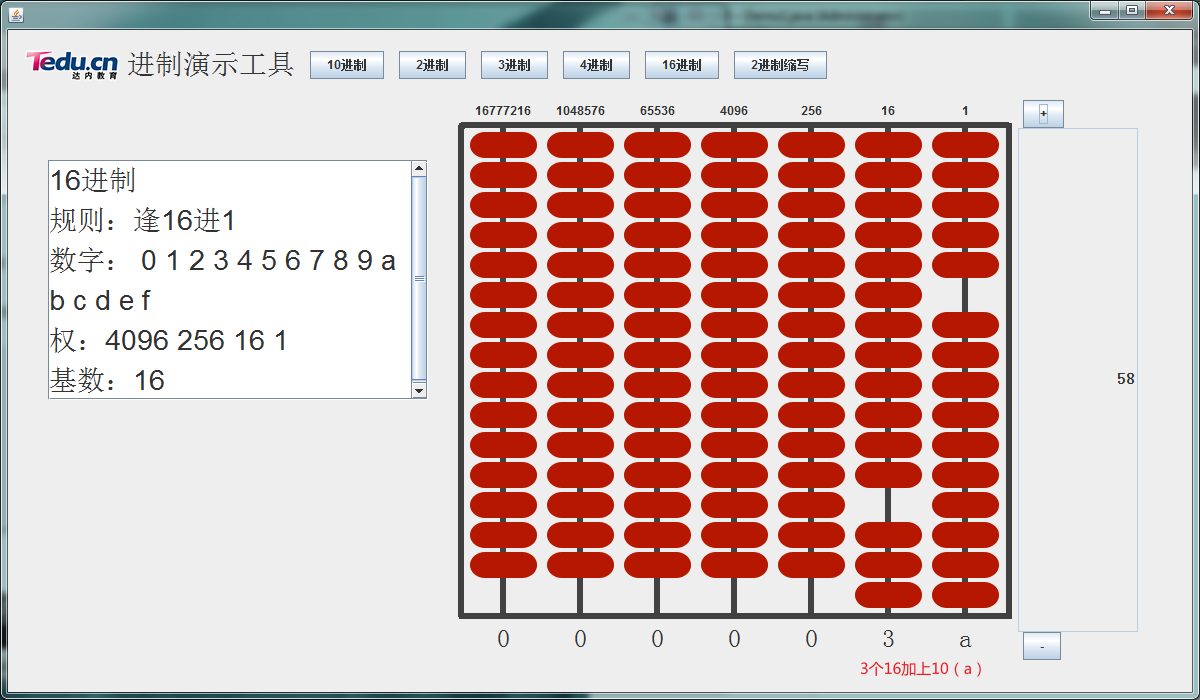 Tedu.cn
达内教育
进制演示工具
10进制 2进制 3进制 4进制 16进制 2进制缩写
16777216 1048576 65536 4096 256 16 1
+
16进制
规则：逢16进1
数字： 0 1 2 3 4 5 6 7 8 9 a
b c d e f
权：4096 256 16 1
基数：16
58
0 0 0 0 0 3 a
-
3个16加上10（a）